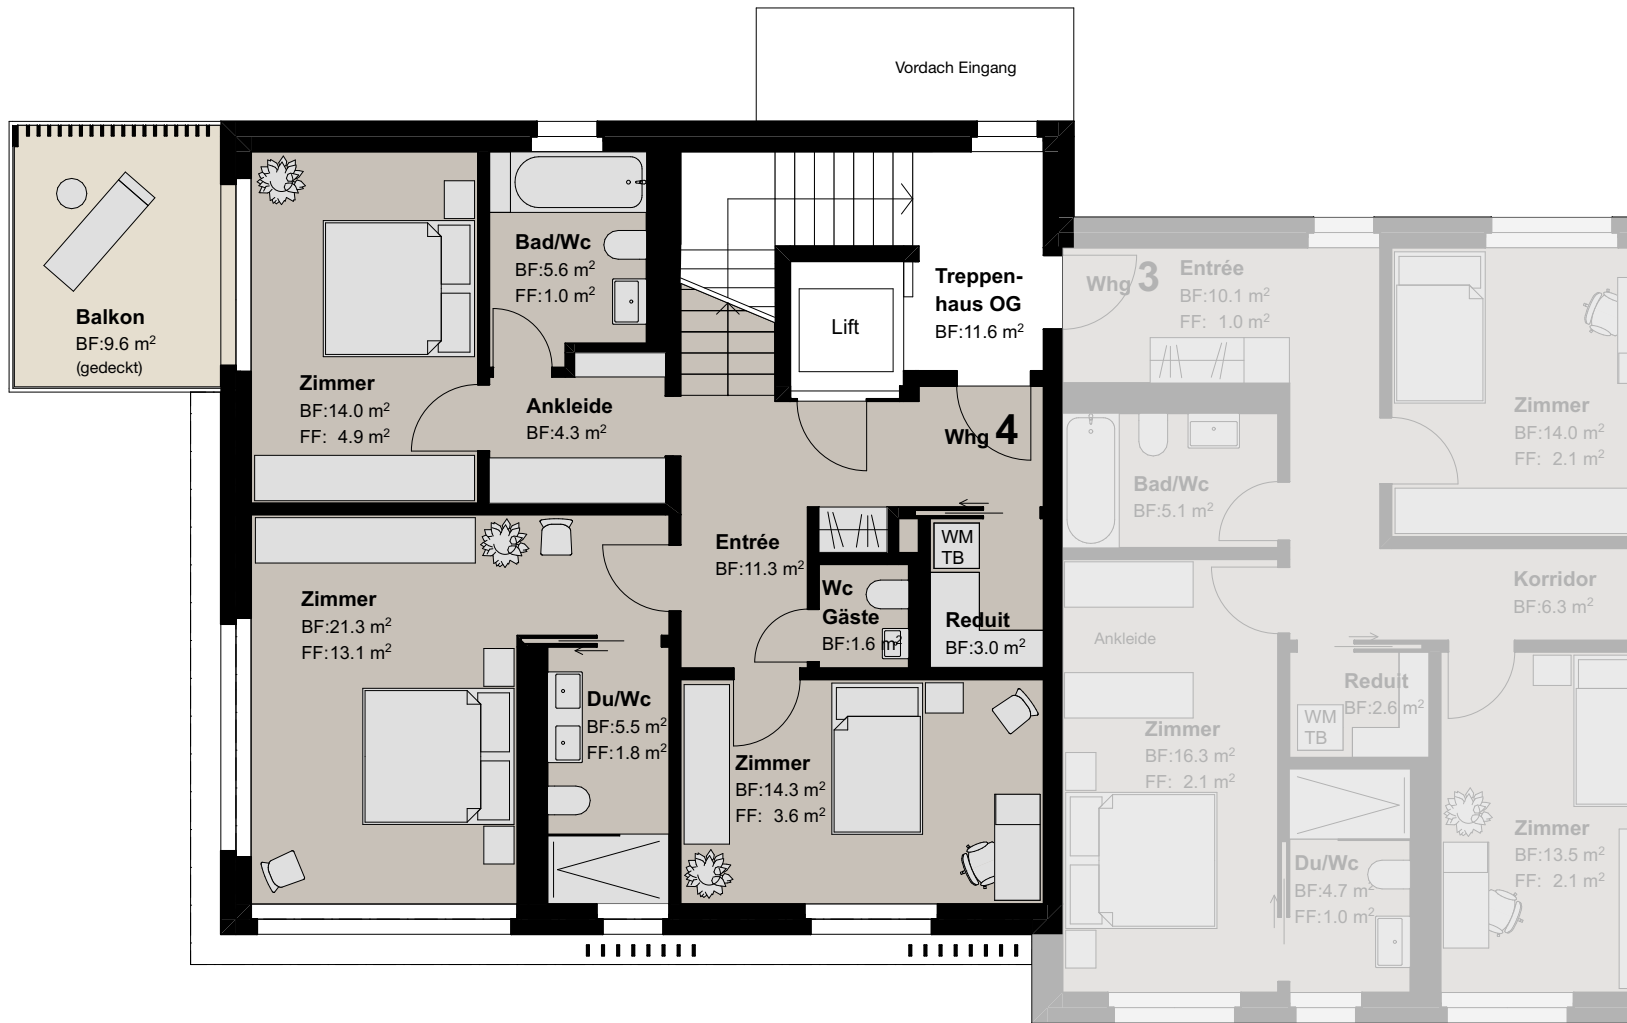 Vordach Eingang
Balkon
BF:9.6 m²
(gedeckt)
Zimmer
BF:14.0 m²
FF: 4.9 m²
Bad/Wc
BF:5.6 m²
FF:1.0 m²
Ankleide
BF:4.3 m²
Lift
Treppen-
haus OG
BF:11.6 m²
Whg 4
Entrée
BF:11.3 m²
WM
TB
Wc
Gäste
BF:1.6 m²
Reduit
BF:3.0 m²
Zimmer
BF:21.3 m²
FF:13.1 m²
Du/Wc
BF:5.5 m²
FF:1.8 m²
Zimmer
BF:14.3 m²
FF: 3.6 m²
Whg 3
Entrée
BF:10.1 m²
FF: 1.0 m²
Zimmer
BF:14.0 m²
FF: 2.1 m²
Bad/Wc
BF:5.1 m²
Korridor
BF:6.3 m²
Ankleide
Zimmer
BF:16.3 m²
FF: 2.1 m²
Reduit
BF:2.6 m²
WM
TB
Du/Wc
BF:4.7 m²
FF:1.0 m²
Zimmer
BF:13.5 m²
FF: 2.1 m²